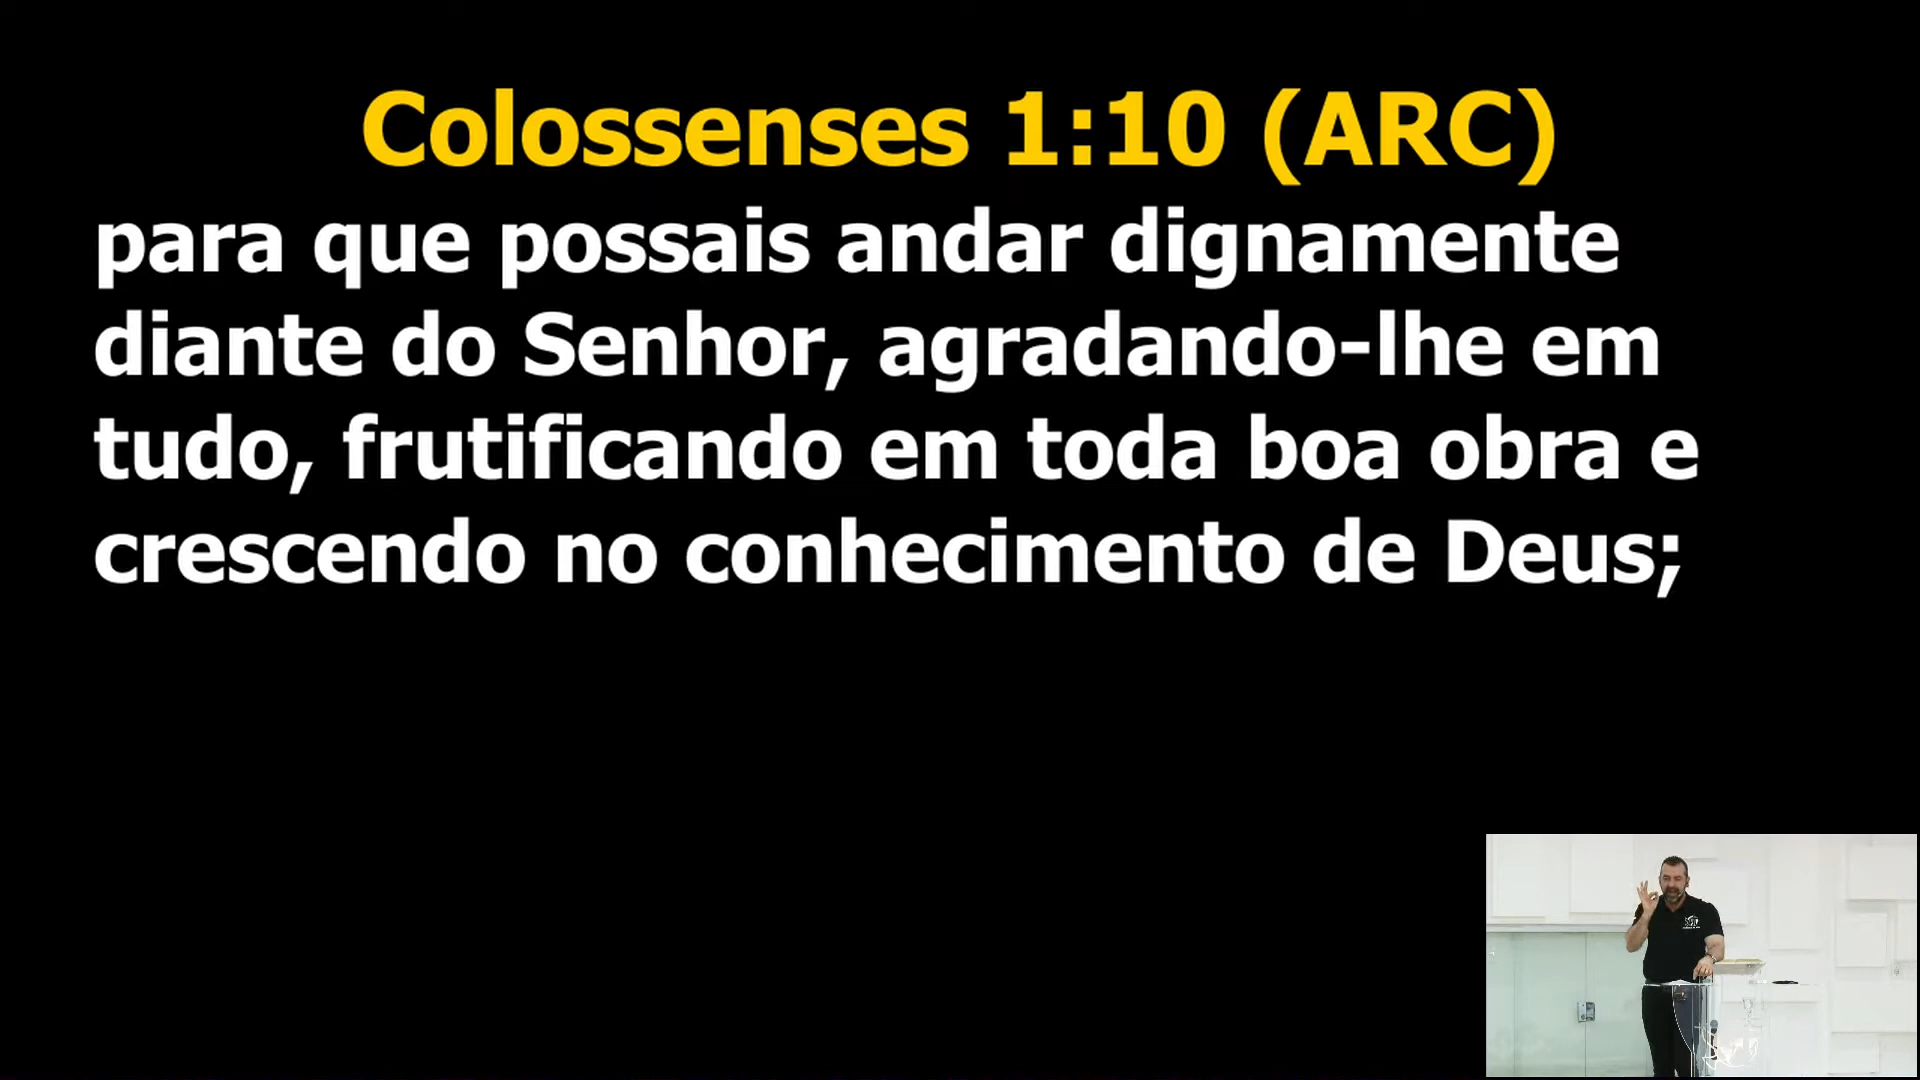 Colossenses 1:10 (ARC)
para que possais andar dignamente
diante do Senhor, agradando-lhe em
tudo, frutificando em toda boa obra e
crescendo no conhecimento de Deus;